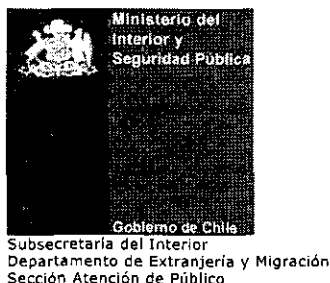 Ministerio del
Interior y
Seguridad Pública
Gobierno de Chile
Subsecretaría del Interior
Departamento de Extranjería y Migración
Sección Atención de Público